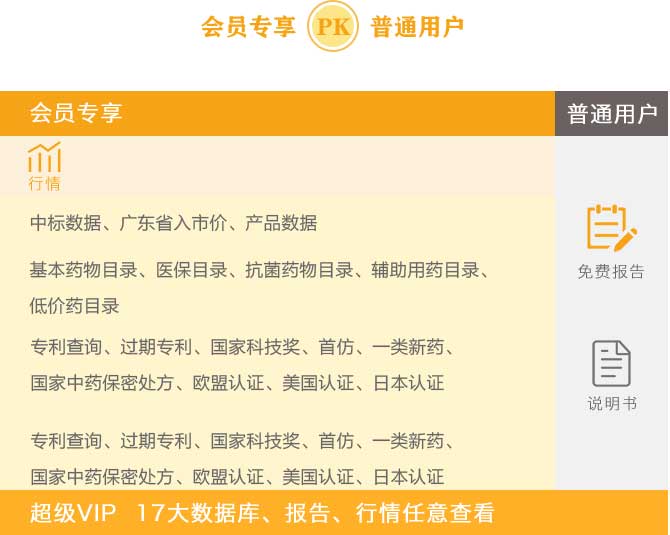 会员专享 PK 普通用户
会员专享
普通用户
行情
中标数据、广东省入市价、产品数据
基本药物目录、医保目录、抗菌药物目录、辅助用药目录、
低价药目录
专利查询、过期专利、国家科技奖、首仿、一类新药、
国家中药保密处方、欧盟认证、美国认证、日本认证
专利查询、过期专利、国家科技奖、首仿、一类新药、
国家中药保密处方、欧盟认证、美国认证、日本认证
免费报告
说明书
超级VIP 17大数据库、报告、行情任意查看